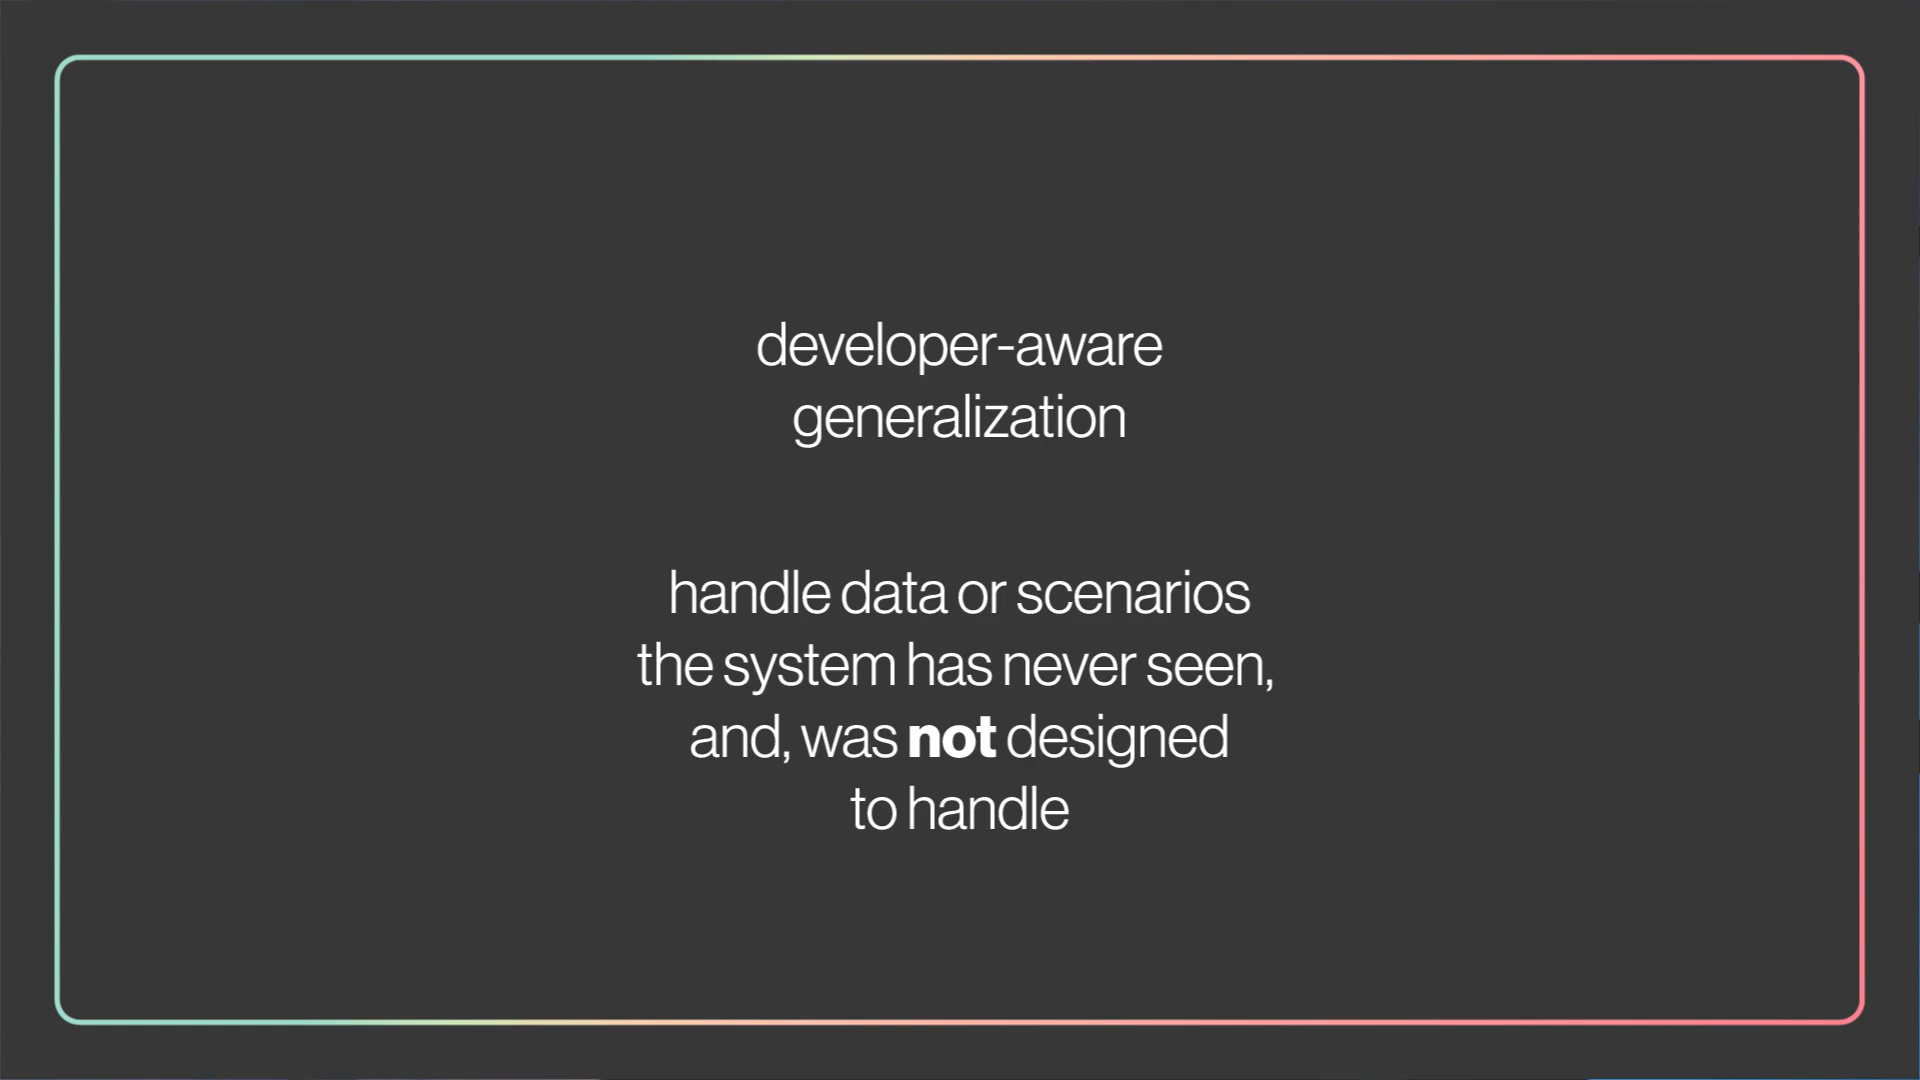 developer-aware
generalization
handle data or scenarios
the system has never seen,
and, was not designed
to handle